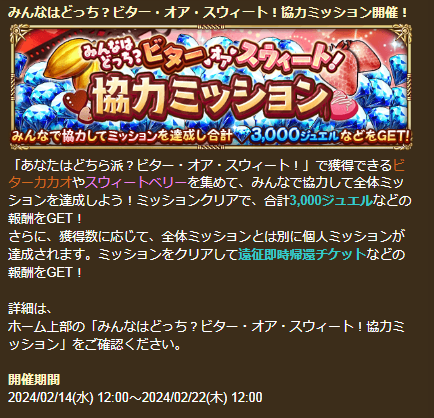 みんなはどっち？ビター・オア・スウィート！協力ミッション開催！
みんなはどっち？ビター・オア・スウィート！
協力ミッション
みんなで協力してミッションを達成し合計 3,000ジュエルなどをGET！
「あなたはどちら派？ビター・オア・スウィート！」で獲得できるビ
ターカカオやスウィートベリーを集めて、みんなで協力して全体ミッ
ションを達成しよう！ミッションクリアで、合計3,000ジュエルなどの
報酬をGET！
さらに、獲得数に応じて、全体ミッションとは別に個人ミッションが
達成されます。ミッションをクリアして遠征即時帰還チケットなどの
報酬をGET！
詳細は、
ホーム上部の「みんなはどっち？ビター・オア・スウィート！協力ミ
ッション」をご確認ください。
開催期間
2024/02/14(水) 12:00～2024/02/22(木) 12:00